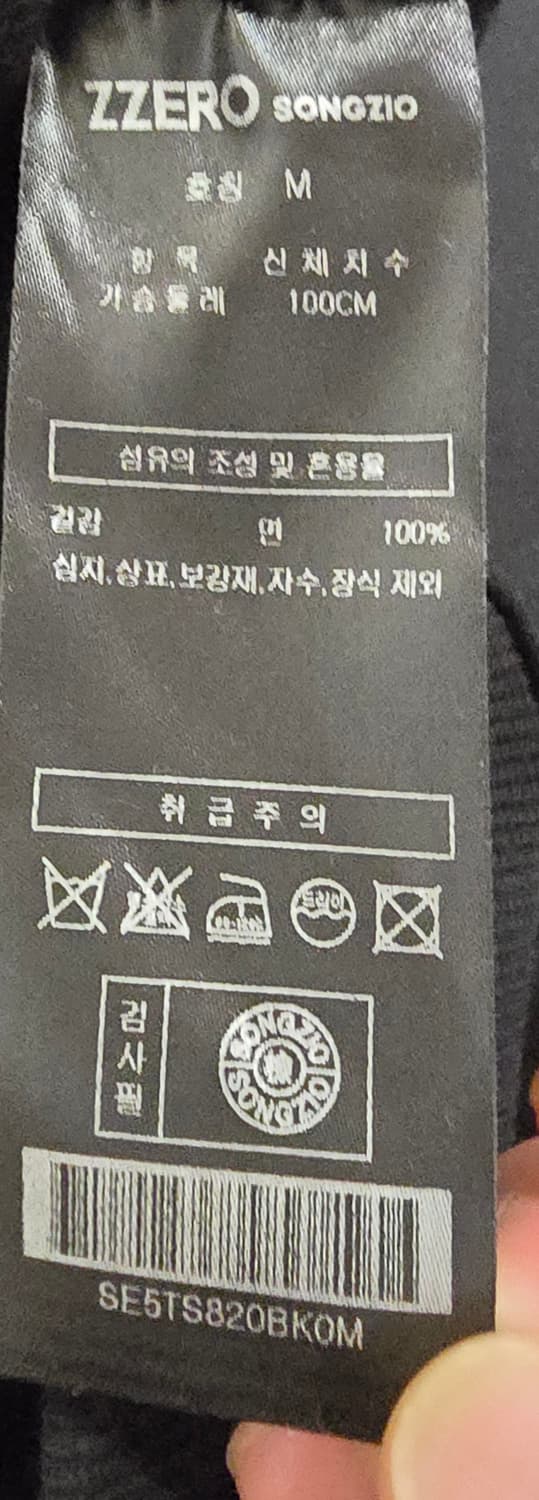 ZZERO SONGZIO
호칭 M
항 목 신 체 치 수
가 슴 둘 레 100CM
섬유의 조성 및 혼용율
겉감 면 100%
심지,상표,보강재,자수,장식 제외
취 급 주 의
드라이
검사필
SONGZIO
SONGZIO
SE5TS820BK0M